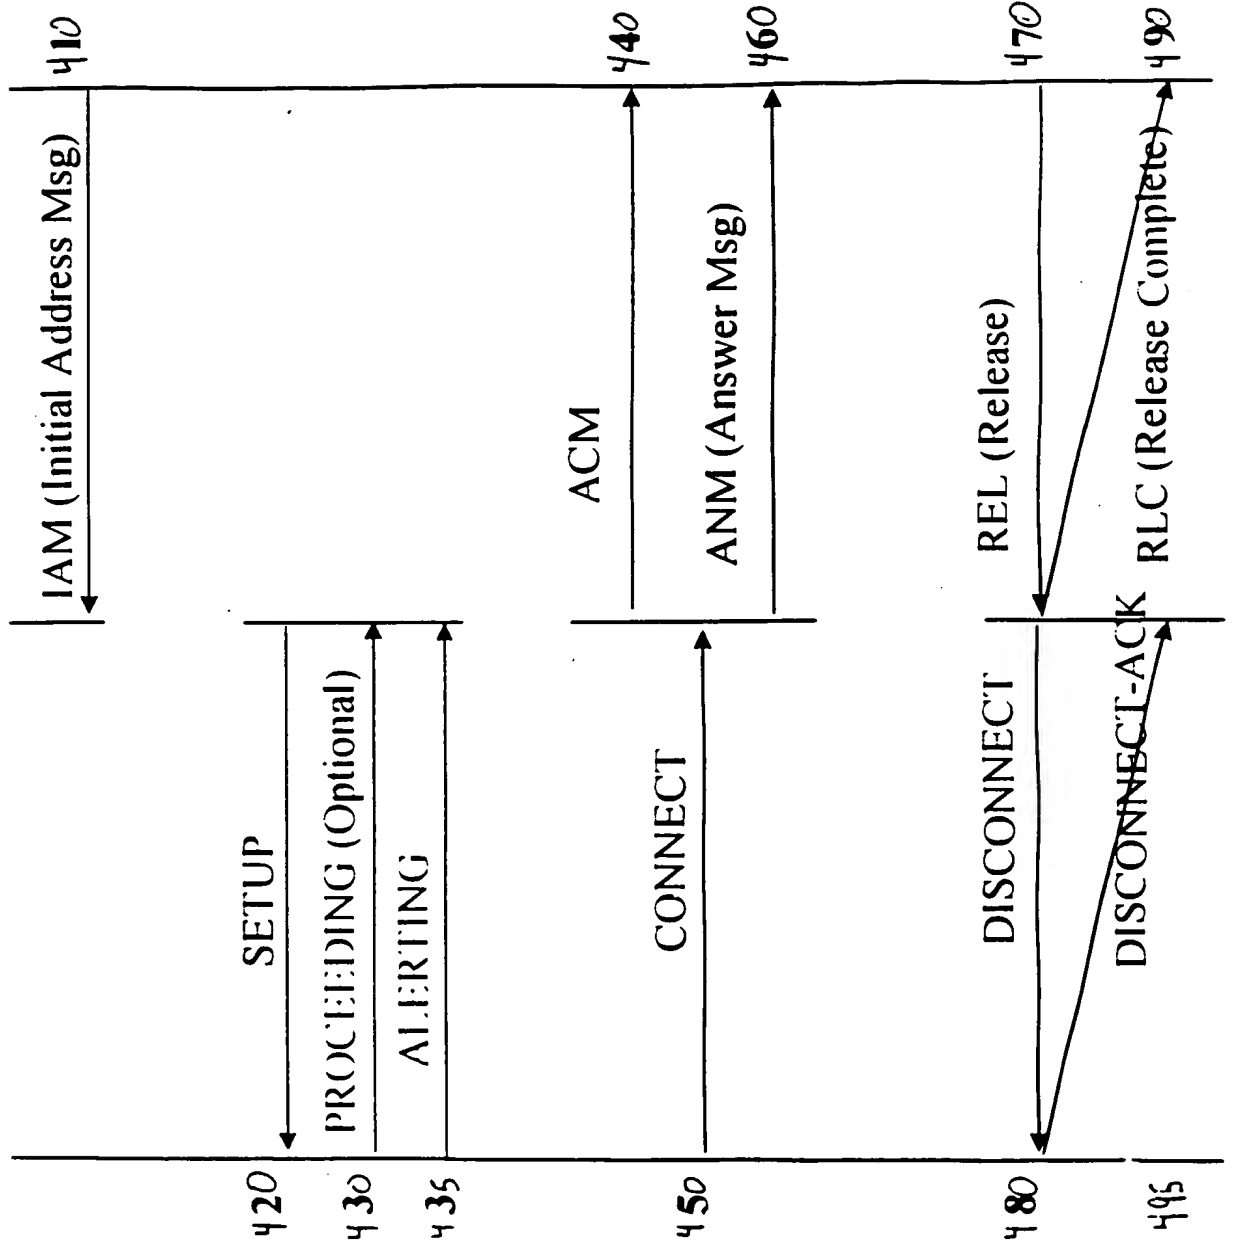 IAM (Initial Address Msg) 410
420 SETUP
430 PROCEEDING (Optional)
435 ALERTING
ACM 440
450 CONNECT
ANM (Answer Msg) 460
480 DISCONNECT REL (Release) 470
495 DISCONNECT-ACK RLC (Release Complete) 490